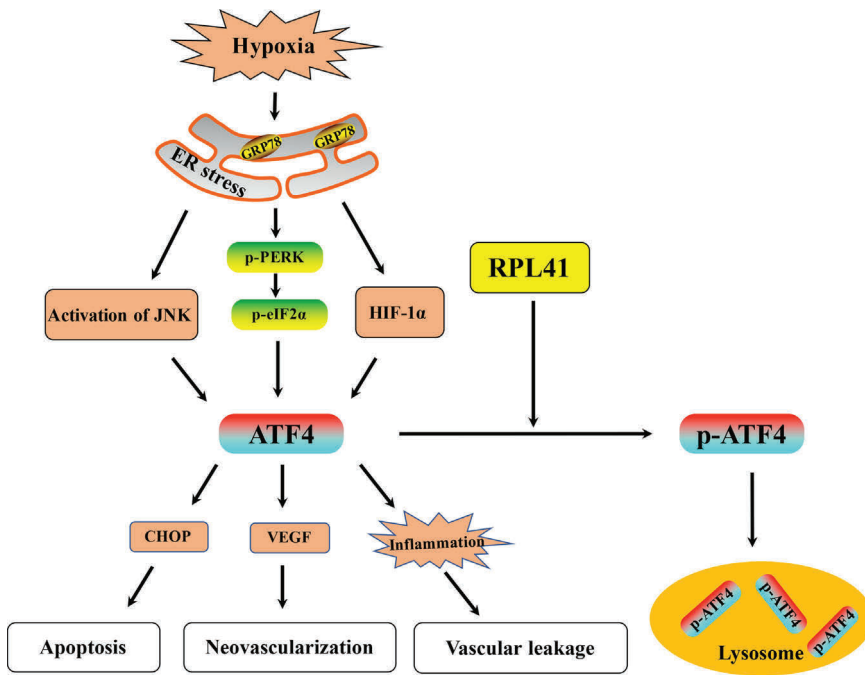 Hypoxia
GRP78
GRP78
ER stress
p-PERK
RPL41
Activation of JNK
p-eIF2α
HIF-1α
ATF4
p-ATF4
CHOP
VEGF
Inflammation
p-ATF4
p-ATF4
p-ATF4
Apoptosis
Neovascularization
Vascular leakage
Lysosome